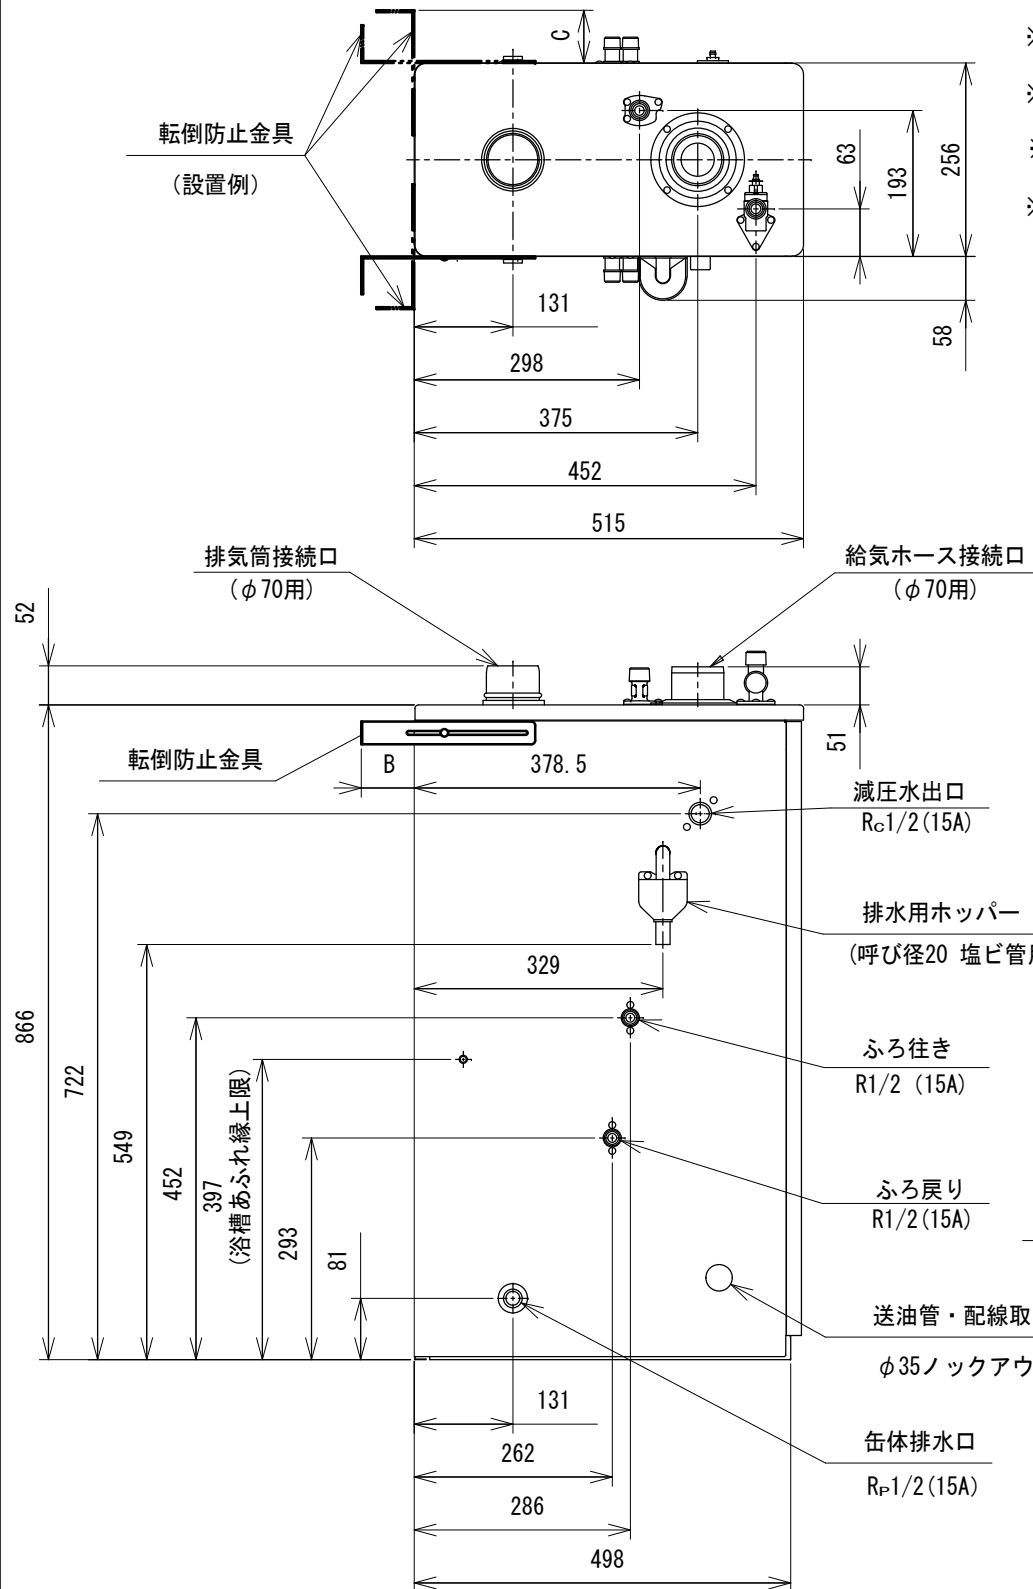 ※
C
※
転倒防止金具
（設置例）
※
63
193
256
※
131
58
298
375
452
515
排気筒接続口
（φ70用）
給気ホース接続口
（φ70用）
52
51
転倒防止金具
B
378.5
減圧水出口
Rc1/2(15A)
排水用ホッパー
(呼び径20 塩ビ管
329
866
722
549
452
397
(浴槽あふれ縁上限)
293
81
ふろ往き
R1/2 (15A)
ふろ戻り
R1/2(15A)
送油管・配線取
φ35ノックアウ
131
缶体排水口
262
RP1/2(15A)
286
498